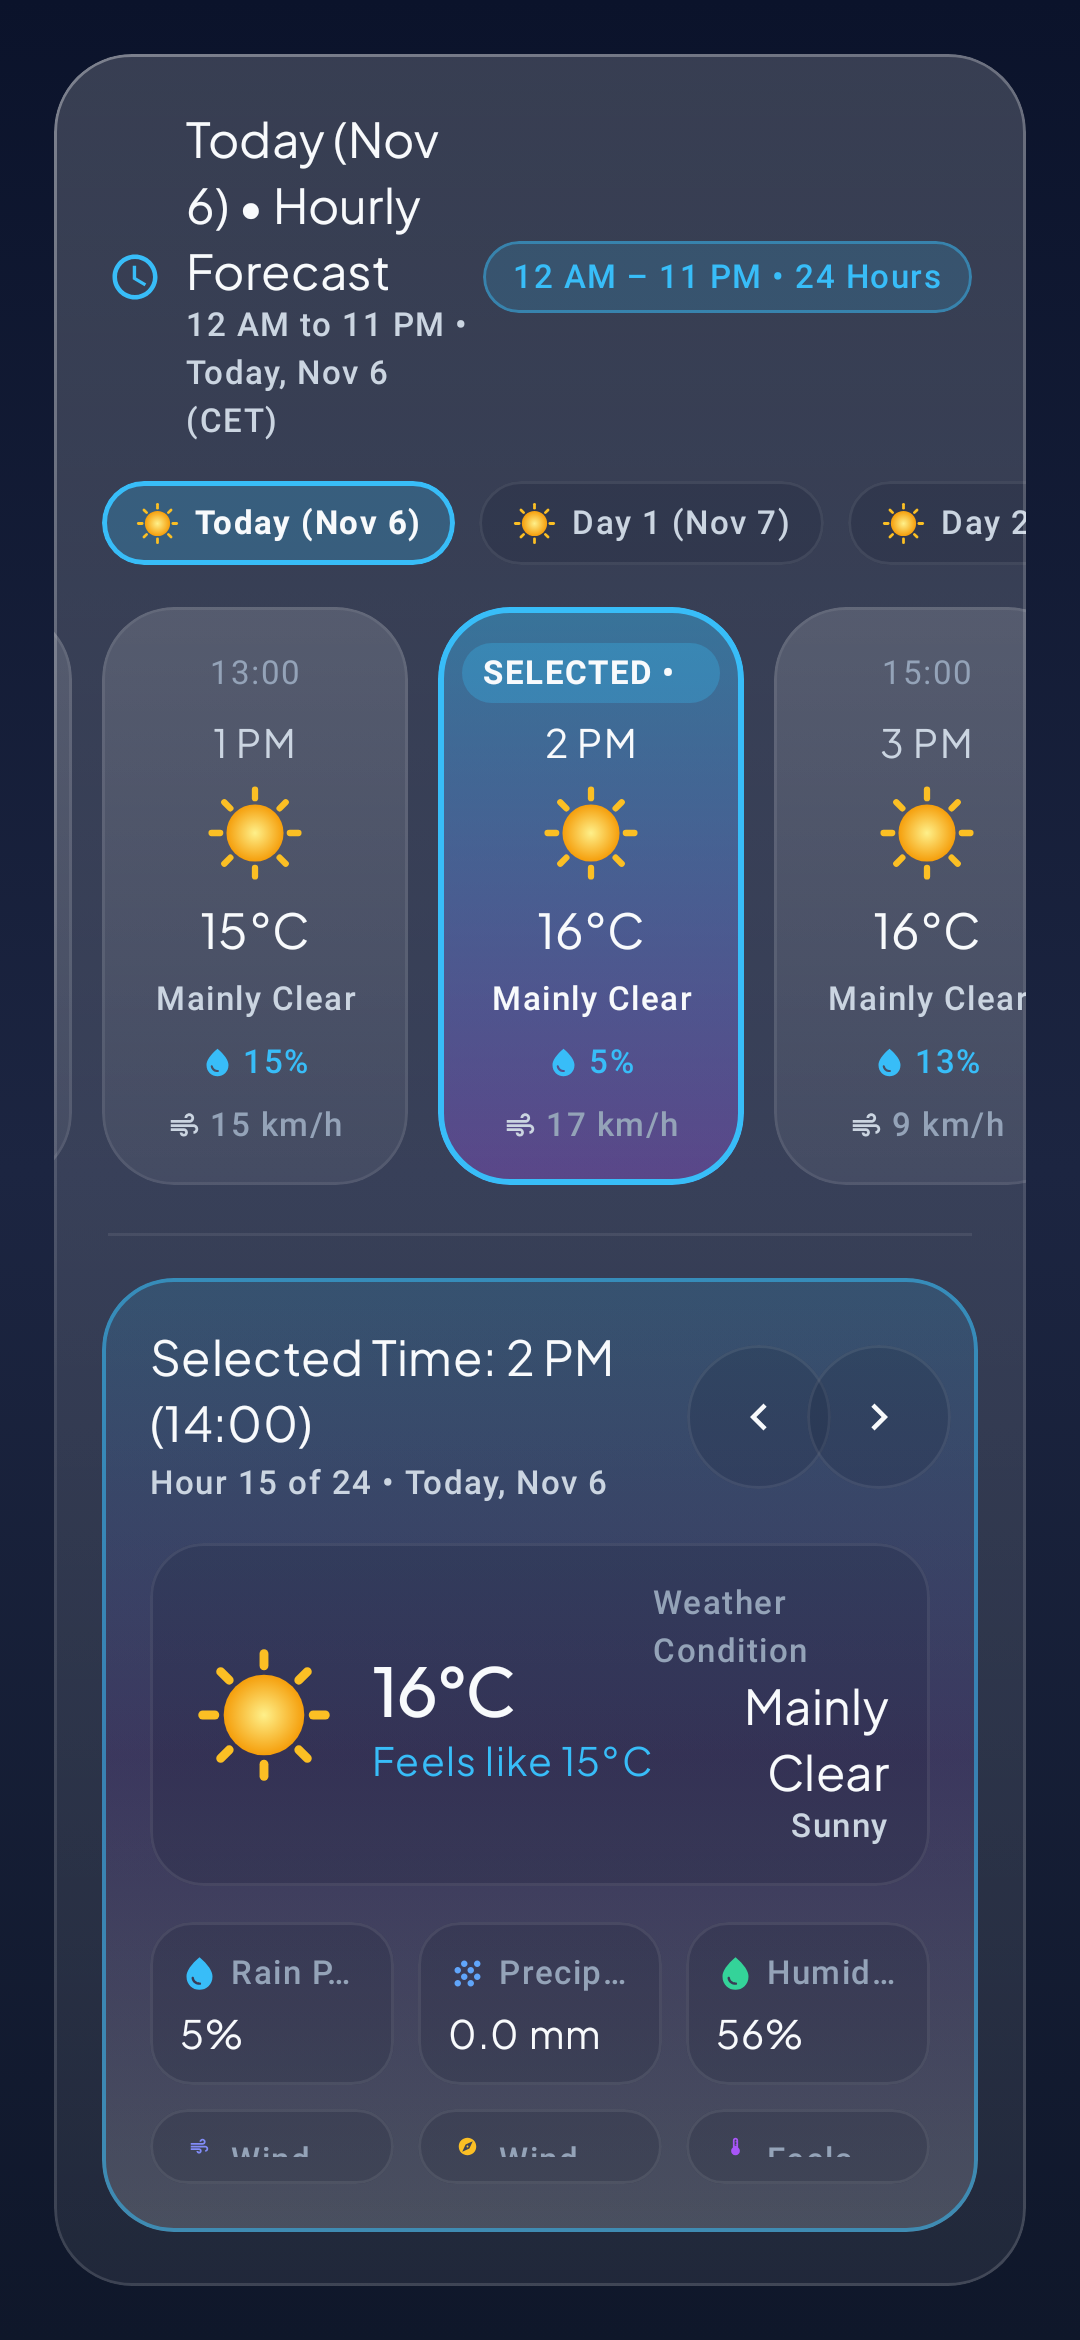 Today (Nov
6) • Hourly
Forecast
12 AM to 11 PM •
Today, Nov 6
(CET)
12 AM – 11 PM • 24 Hours
Today (Nov 6)
Day 1 (Nov 7)
Day 2
13:00
1 PM
15°C
Mainly Clear
15%
15 km/h
SELECTED •
2 PM
16°C
Mainly Clear
5%
17 km/h
15:00
3 PM
16°C
Mainly Clear
13%
9 km/h
Selected Time: 2 PM
(14:00)
Hour 15 of 24 • Today, Nov 6
16°C
Feels like 15°C
Weather
Condition
Mainly
Clear
Sunny
Rain P...
5%
Precip...
0.0 mm
Humid...
56%
Wind
Wind
Feels